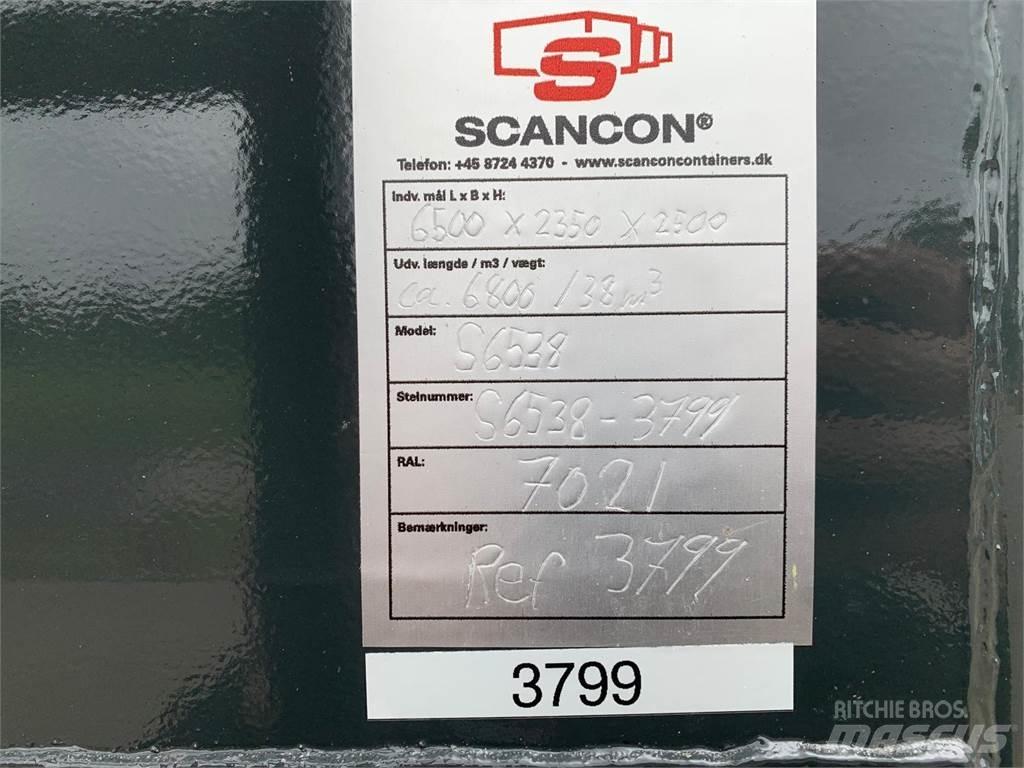 S
SCANCON®
Telefon: +45 8724 4370 - www.scanconcontainers.dk
Indv. mål L x B x H:
6500 x 2350 x 2500
Udv. længde / m3 / vægt:
ca. 6800 / 38 m³
Model:
S6538
Stelnummer:
S6538-3799
RAL:
7021
Bemærkninger:
Ref 3799
3799
RITCHIE BROS.
MASCUS